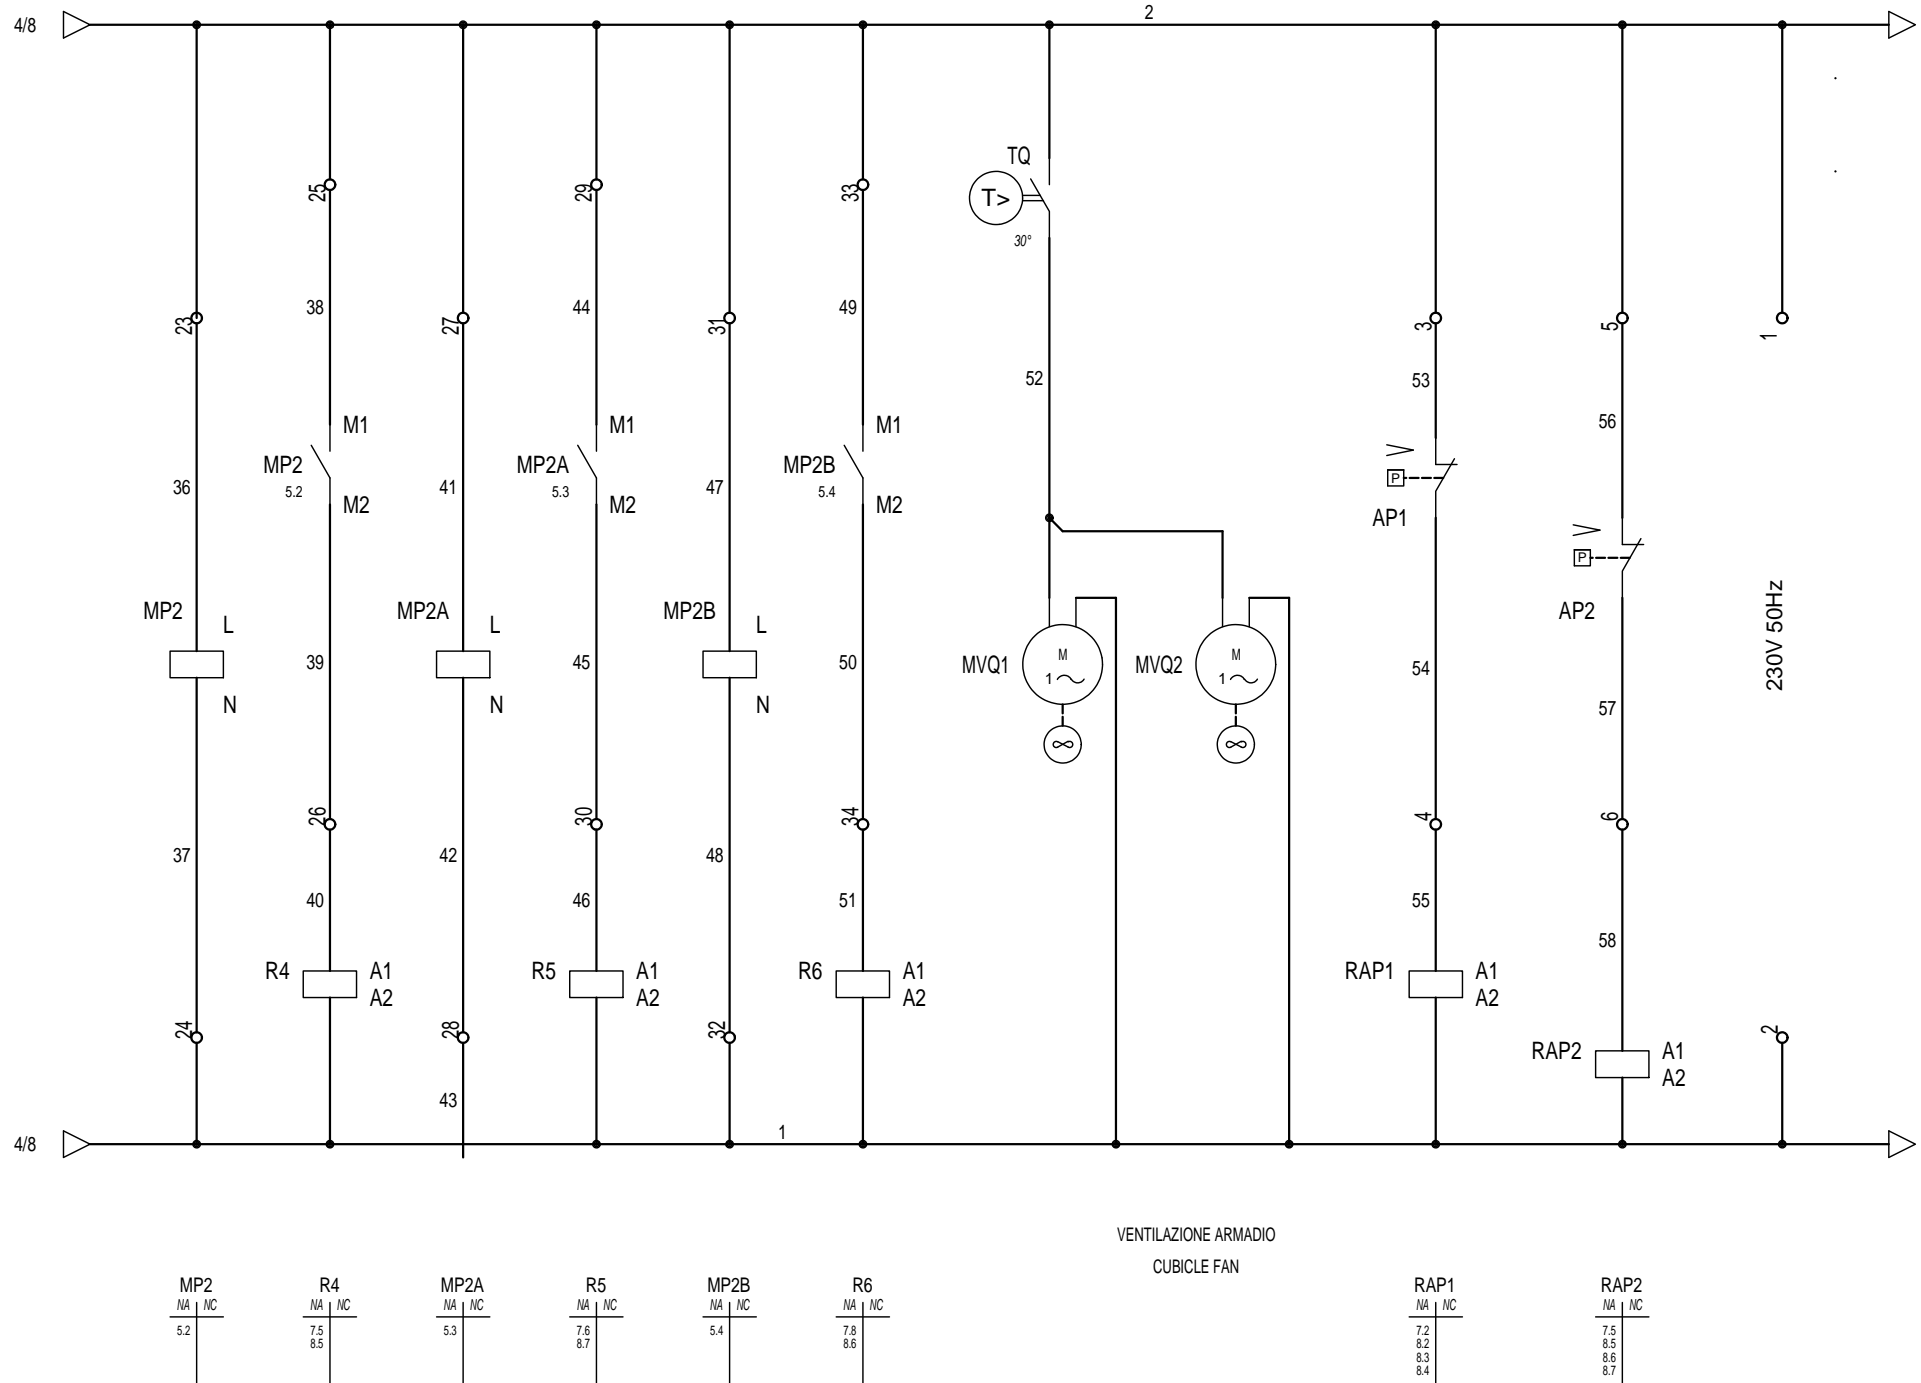 4/8
2
25
29
33
TQ
T>
30°
23
38
27
44
31
49
3
5
1
52
53
56
M1
M1
M1
MP2
MP2A
MP2B
5.2
5.3
5.4
M2
M2
M2
36
41
47
P
AP1
P
AP2
MP2
L
MP2A
L
MP2B
L
N
N
N
39
45
50
MVQ1
M
1
MVQ2
M
1
54
57
230V 50Hz
26
30
34
4
6
37
42
48
40
46
51
55
58
R4
A1
A2
R5
A1
A2
R6
A1
A2
RAP1
A1
A2
24
28
32
2
RAP2
A1
A2
43
4/8
1
VENTILAZIONE ARMADIO
CUBICLE FAN
MP2
NA NC
5.2
R4
NA NC
7.5
8.5
MP2A
NA NC
5.3
R5
NA NC
7.6
8.7
MP2B
NA NC
5.4
R6
NA NC
7.8
8.6
RAP1
NA NC
7.2
8.2
8.3
8.4
RAP2
NA NC
7.5
8.5
8.6
8.7